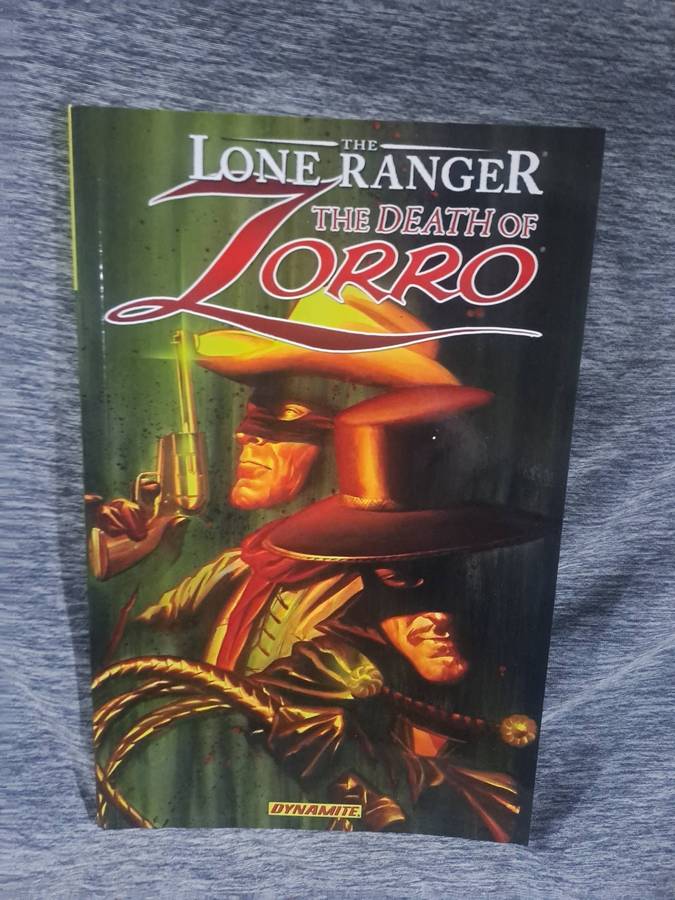 THE
LONE RANGER
THE DEATH OF
ZORRO
DYNAMITE